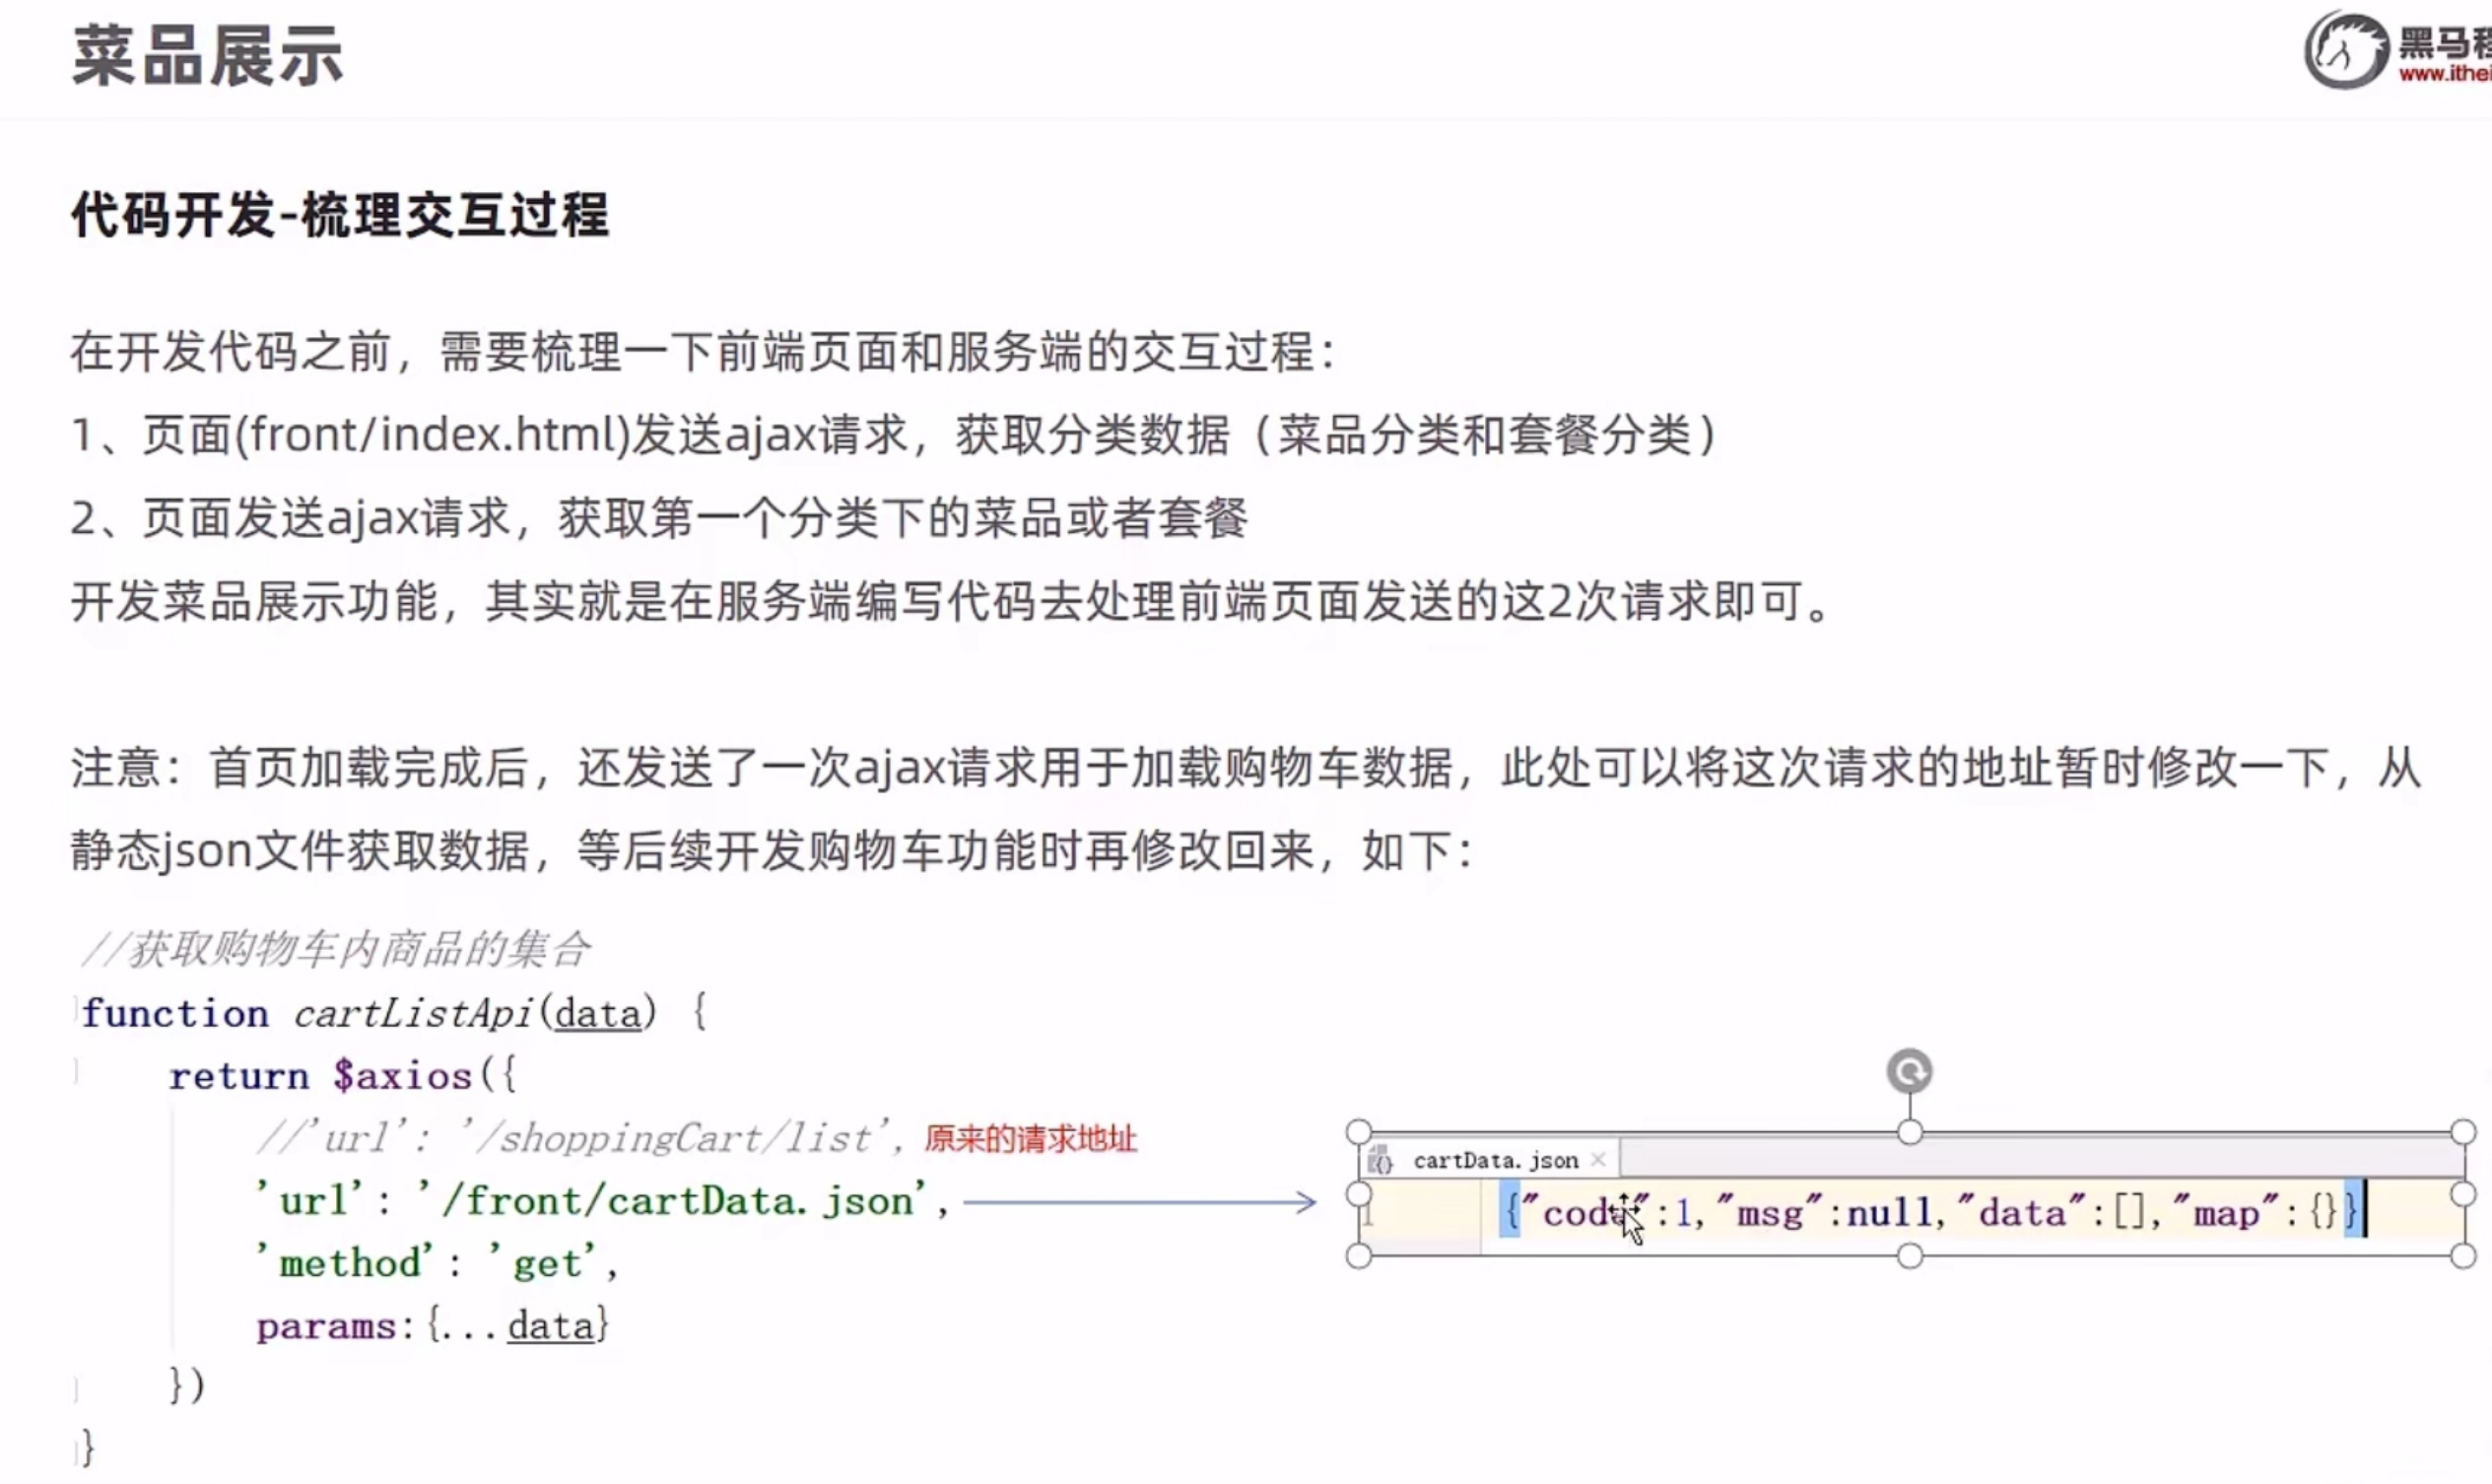 菜品展示
黑马程
www.ithei
代码开发-梳理交互过程
在开发代码之前，需要梳理一下前端页面和服务端的交互过程：
1、页面(front/index.html)发送ajax请求，获取分类数据（菜品分类和套餐分类）
2、页面发送ajax请求，获取第一个分类下的菜品或者套餐
开发菜品展示功能，其实就是在服务端编写代码去处理前端页面发送的这2次请求即可。
注意：首页加载完成后，还发送了一次ajax请求用于加载购物车数据，此处可以将这次请求的地址暂时修改一下，从
静态json文件获取数据，等后续开发购物车功能时再修改回来，如下：
//获取购物车内商品的集合
function cartListApi(data) {
return $axios({
//'url': '/shoppingCart/list', 原来的请求地址
'url': '/front/cartData.json',
'method': 'get',
params:{...data}
})
}
cartData.json
1 {"code":1,"msg":null,"data":[],"map":{}}